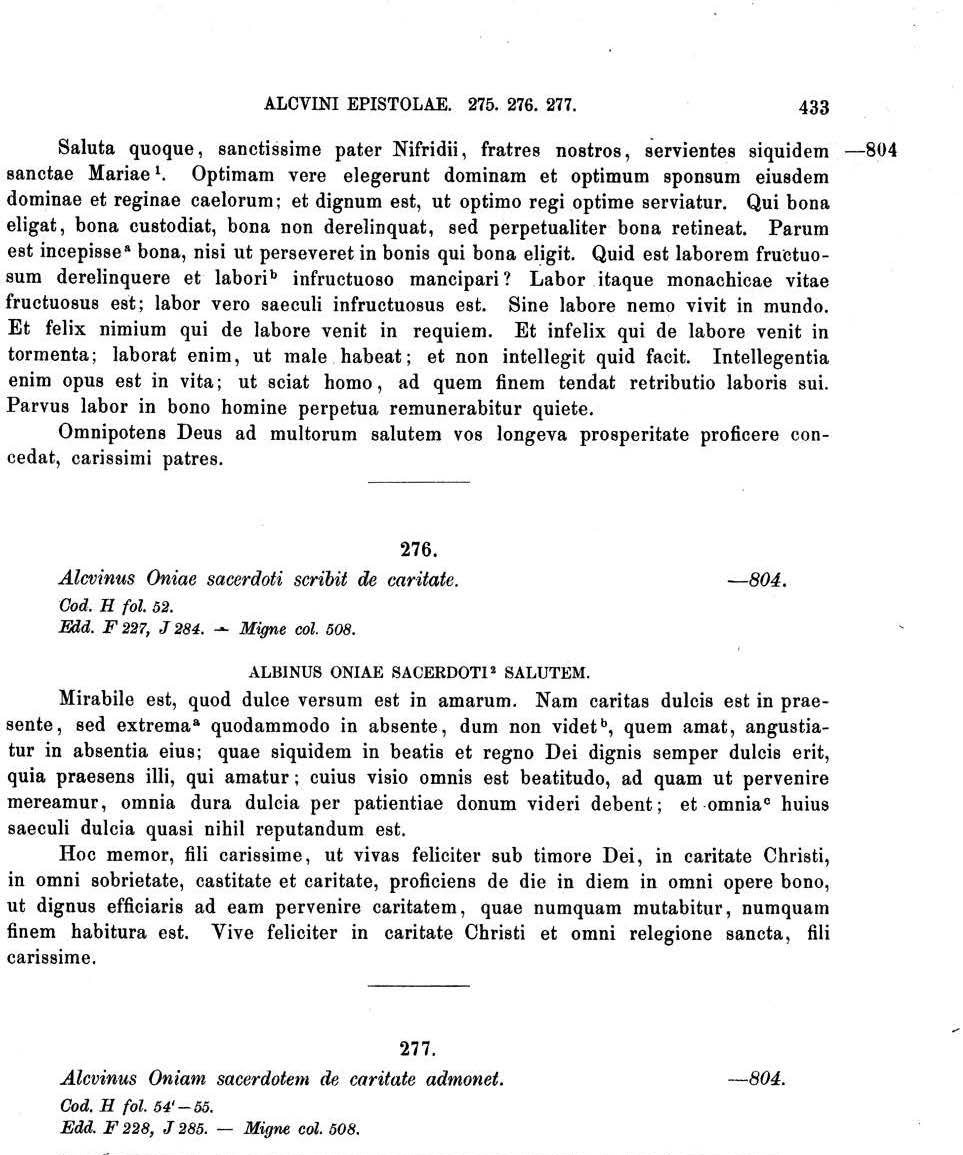 ALCVINI EPISTOLAE. 275. 276. 277. 433
Saluta quoque, sanctissime pater Nifridii, fratres nostros, servientes siquidem —804
sanctae Mariae¹. Optimam vere elegerunt dominam et optimum sponsum eiusdem
dominae et reginae caelorum; et dignum est, ut optimo regi optime serviatur. Qui bona
eligat, bona custodiat, bona non derelinquat, sed perpetualiter bona retineat. Parum
est incepisseᵃ bona, nisi ut perseveret in bonis qui bona eligit. Quid est laborem fructuo-
sum derelinquere et laboriᵇ infructuoso mancipari? Labor itaque monachicae vitae
fructuosus est; labor vero saeculi infructuosus est. Sine labore nemo vivit in mundo.
Et felix nimium qui de labore venit in requiem. Et infelix qui de labore venit in
tormenta; laborat enim, ut male habeat; et non intellegit quid facit. Intellegentia
enim opus est in vita; ut sciat homo, ad quem finem tendat retributio laboris sui.
Parvus labor in bono homine perpetua remunerabitur quiete.
Omnipotens Deus ad multorum salutem vos longeva prosperitate proficere con-
cedat, carissimi patres.
276.
Alcvinus Oniae sacerdoti scribit de caritate. —804.
Cod. H fol. 52.
Edd. F 227, J 284. — Migne col. 508.
ALBINUS ONIAE SACERDOTI² SALUTEM.
Mirabile est, quod dulce versum est in amarum. Nam caritas dulcis est in prae-
sente, sed extremaᵃ quodammodo in absente, dum non videtᵇ, quem amat, angustia-
tur in absentia eius; quae siquidem in beatis et regno Dei dignis semper dulcis erit,
quia praesens illi, qui amatur; cuius visio omnis est beatitudo, ad quam ut pervenire
mereamur, omnia dura dulcia per patientiae donum videri debent; et omniaᶜ huius
saeculi dulcia quasi nihil reputandum est.
Hoc memor, fili carissime, ut vivas feliciter sub timore Dei, in caritate Christi,
in omni sobrietate, castitate et caritate, proficiens de die in diem in omni opere bono,
ut dignus efficiaris ad eam pervenire caritatem, quae numquam mutabitur, numquam
finem habitura est. Vive feliciter in caritate Christi et omni relegione sancta, fili
carissime.
277.
Alcvinus Oniam sacerdotem de caritate admonet. —804.
Cod. H fol. 54'—55.
Edd. F 228, J 285. — Migne col. 508.